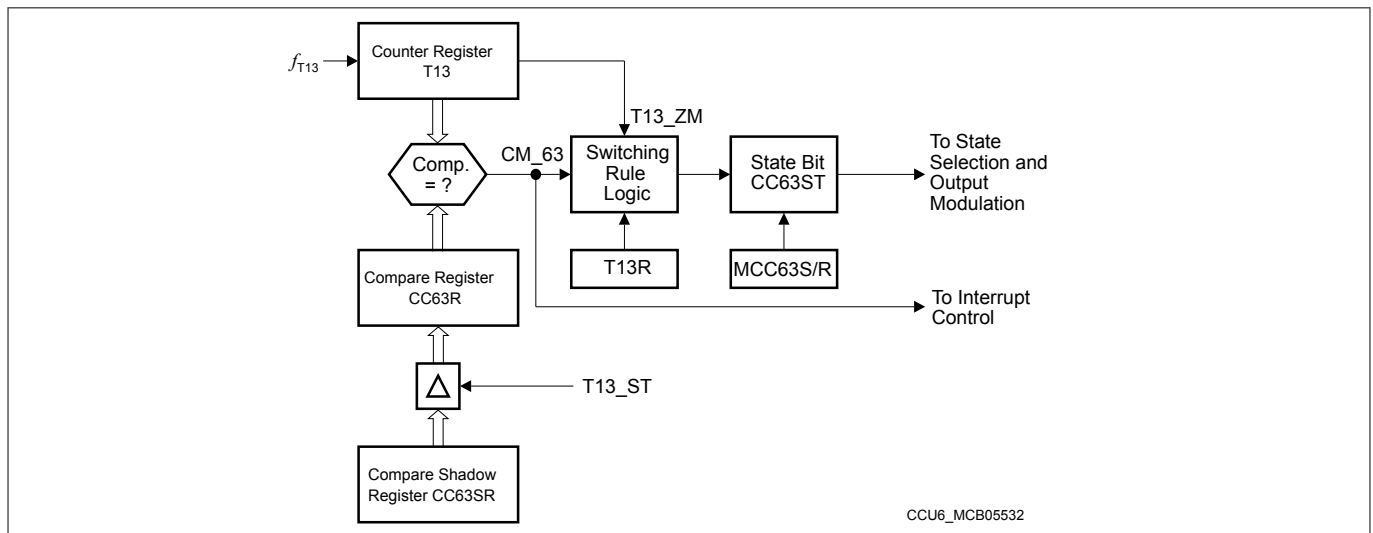 Counter Register
T13
fT13
T13_ZM
Comp.
= ?
CM_63
Switching
Rule
Logic
State Bit
CC63ST
To State
Selection and
Output
Modulation
Compare Register
CC63R
T13R
MCC63S/R
To Interrupt
Control
T13_ST
Compare Shadow
Register CC63SR
CCU6_MCB05532